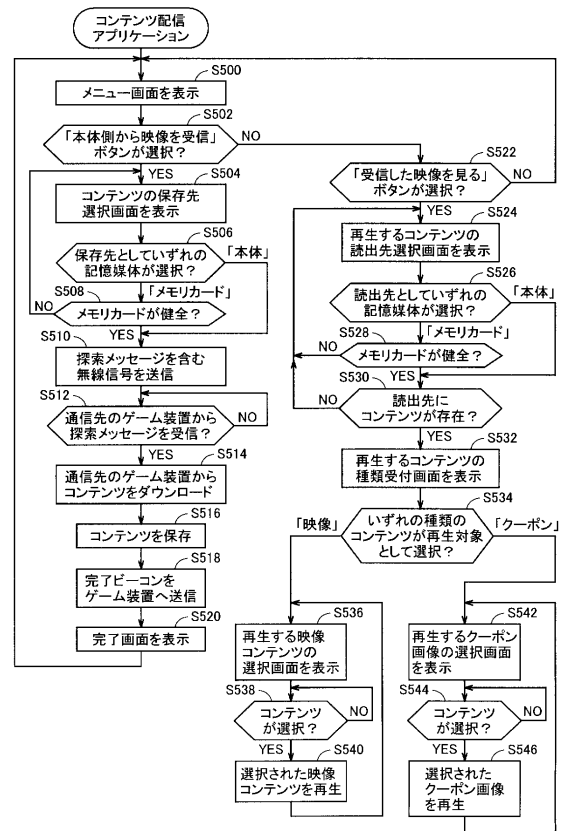 コンテンツ配信
アプリケーション
S500
メニュー画面を表示
S502
「本体側から映像を受信」
ボタンが選択？
NO
YES
S504
コンテンツの保存先
選択画面を表示
S506
保存先としていずれの
記憶媒体が選択？
「本体」
「メモリカード」
S508
メモリカードが健全？
NO
YES
S510
探索メッセージを含む
無線信号を送信
S512
通信先のゲーム装置から
探索メッセージを受信？
NO
YES
S514
通信先のゲーム装置から
コンテンツをダウンロード
S516
コンテンツを保存
S518
完了ビーコンを
ゲーム装置へ送信
S520
完了画面を表示
S522
「受信した映像を見る」
ボタンが選択？
NO
YES
S524
再生するコンテンツの
読出先選択画面を表示
S526
読出先としていずれの
記憶媒体が選択？
「本体」
「メモリカード」
S528
NO
メモリカードが健全？
YES
S530
読出先に
コンテンツが存在？
NO
YES
S532
再生するコンテンツの
種類受付画面を表示
S534
いずれの種類の
コンテンツが再生対象
として選択？
「映像」
「クーポン」
S536
再生する映像
コンテンツの
選択画面を表示
S538
コンテンツ
が選択？
NO
YES
S540
選択された映像
コンテンツを再生
S542
再生するクーポン
画像の選択画面
を表示
S544
コンテンツ
が選択？
NO
YES
S546
選択された
クーポン画像
を再生